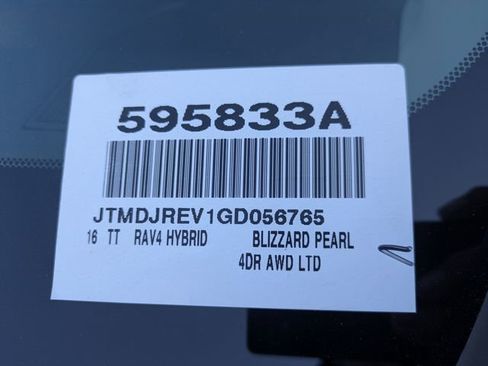 595833A
JTMDJREV1GD056765
16 TT RAV4 HYBRID BLIZZARD PEARL
4DR AWD LTD